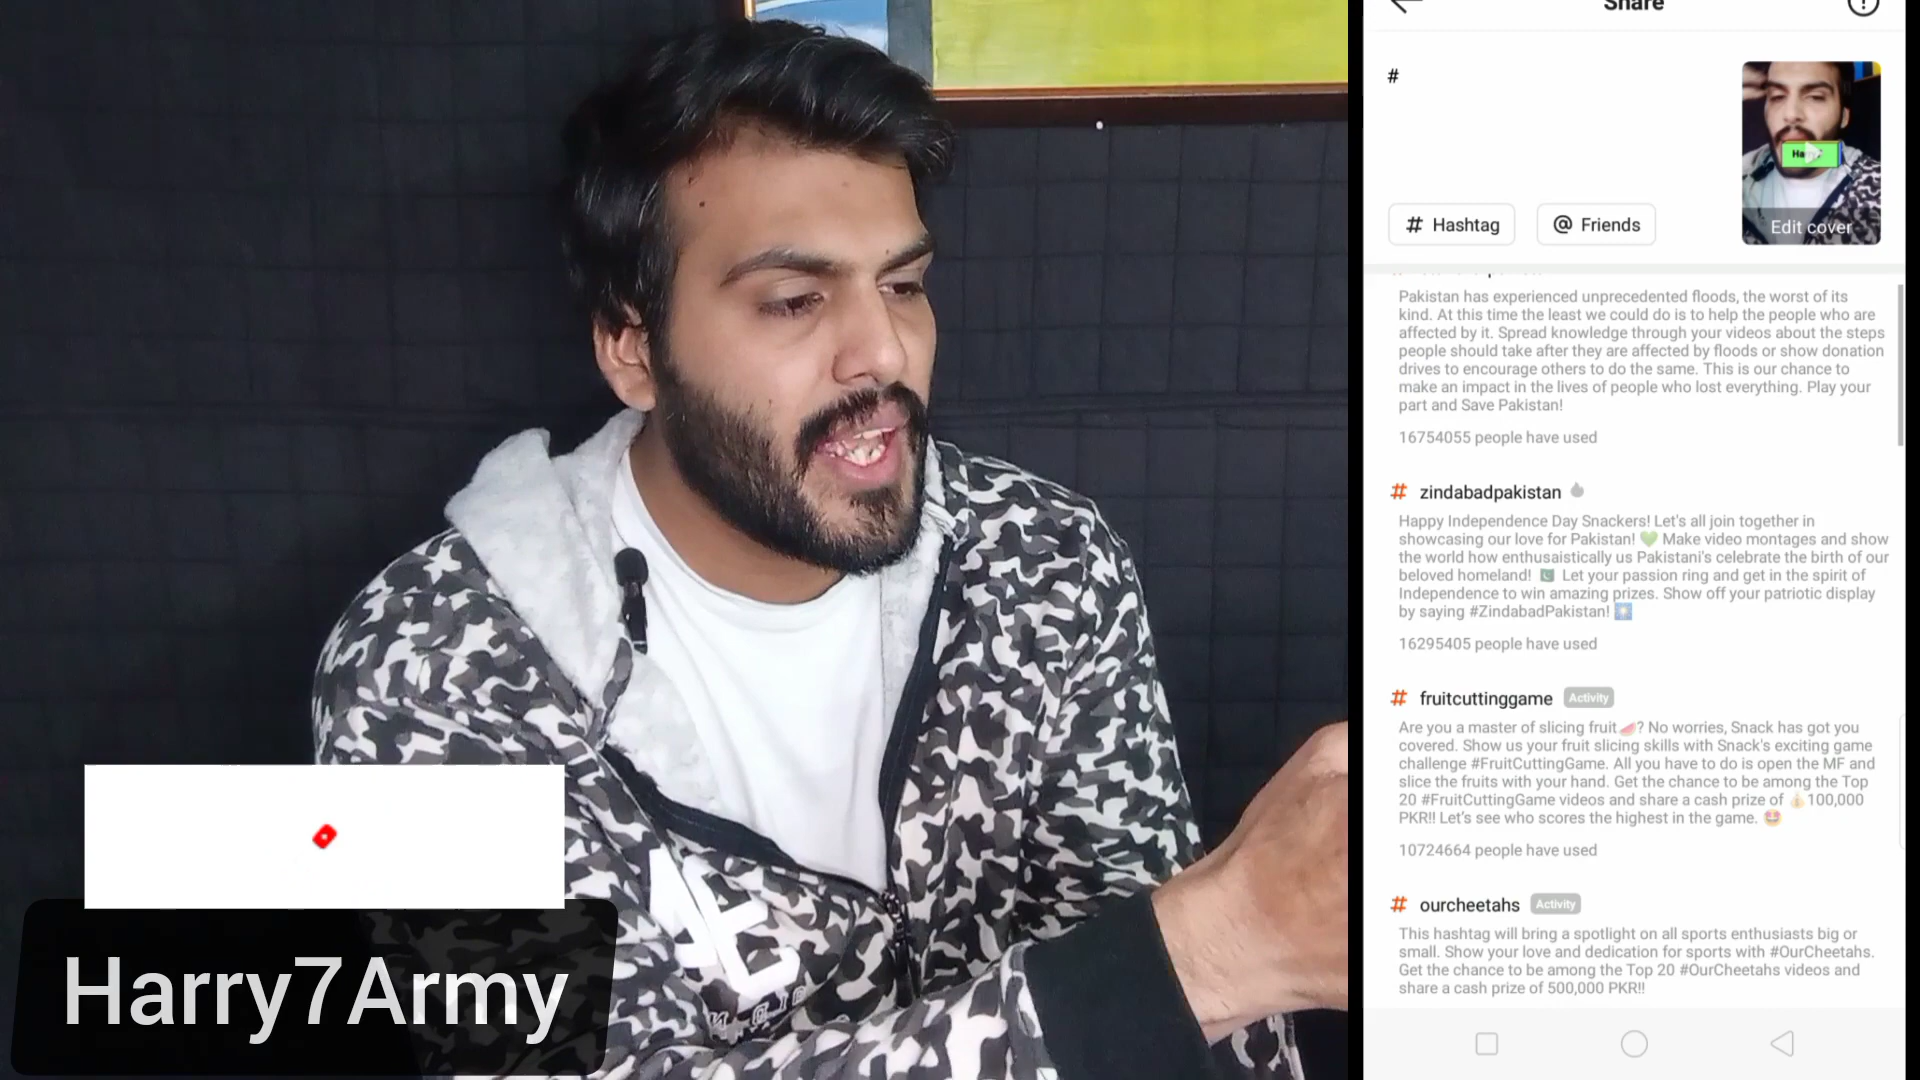 Share
#
Ha
# Hashtag
@ Friends
Edit cover
Pakistan has experienced unprecedented floods, the worst of its
kind. At this time the least we could do is to help the people who are
affected by it. Spread knowledge through your videos about the steps
people should take after they are affected by floods or show donation
drives to encourage others to do the same. This is our chance to
make an impact in the lives of people who lost everything. Play your
part and Save Pakistan!
16754055 people have used
# zindabadpakistan
Happy Independence Day Snackers! Let's all join together in
showcasing our love for Pakistan! 💚 Make video montages and show
the world how enthusaistically us Pakistani's celebrate the birth of our
beloved homeland! 🇵🇰 Let your passion ring and get in the spirit of
Independence to win amazing prizes. Show off your patriotic display
by saying #ZindabadPakistan!
16295405 people have used
# fruitcuttinggame Activity
Are you a master of slicing fruit🍉? No worries, Snack has got you
covered. Show us your fruit slicing skills with Snack's exciting game
challenge #FruitCuttingGame. All you have to do is open the MF and
slice the fruits with your hand. Get the chance to be among the Top
20 #FruitCuttingGame videos and share a cash prize of 💰100,000
PKR!! Let's see who scores the highest in the game. 🤩
10724664 people have used
# ourcheetahs Activity
This hashtag will bring a spotlight on all sports enthusiasts big or
small. Show your love and dedication for sports with #OurCheetahs.
Get the chance to be among the Top 20 #OurCheetahs videos and
share a cash prize of 500,000 PKR!!
Harry7Army